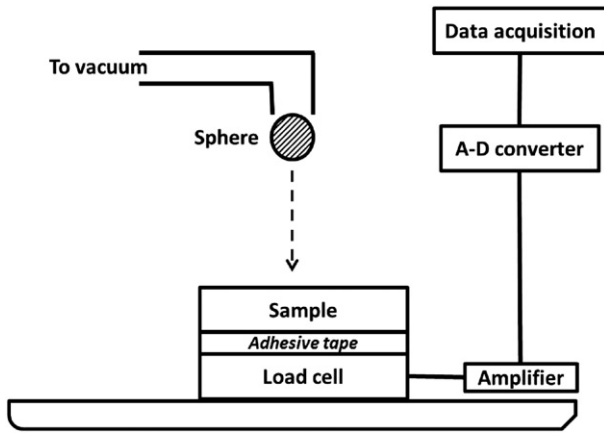 Data acquisition
To vacuum
Sphere
A-D converter
Sample
Adhesive tape
Load cell
Amplifier